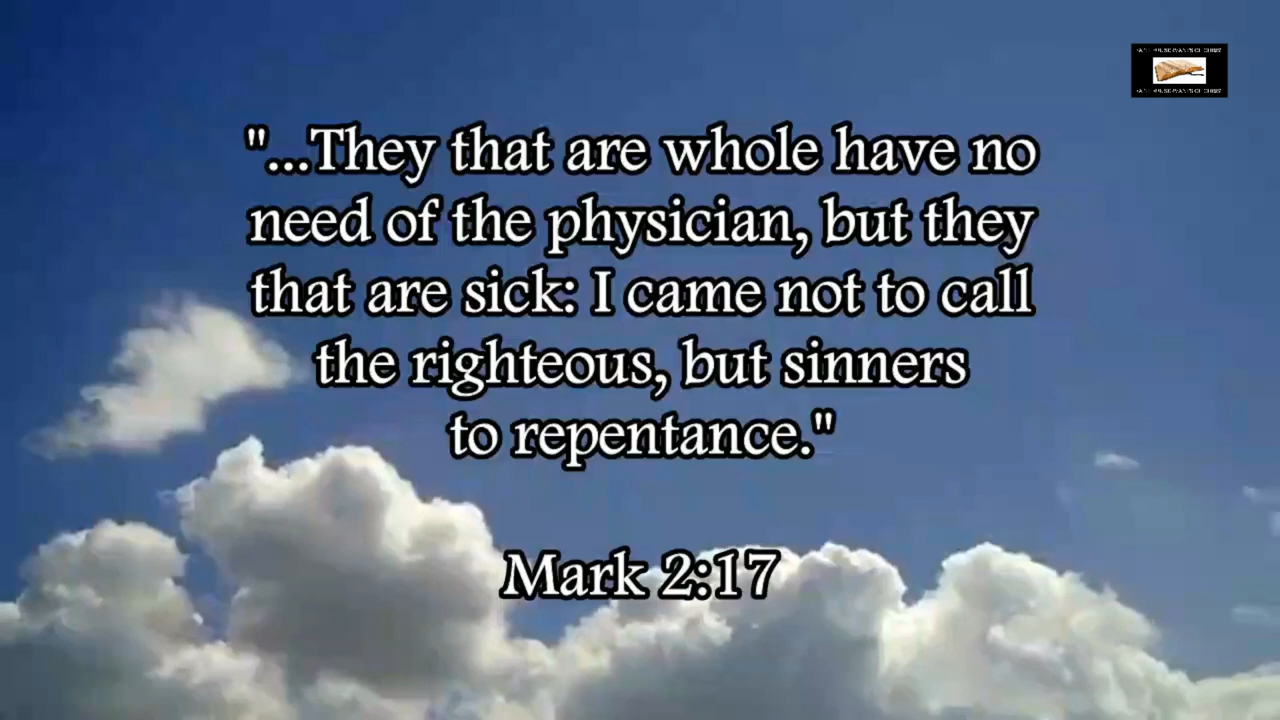 "...They that are whole have no
need of the physician, but they
that are sick: I came not to call
the righteous, but sinners
to repentance."
Mark 2:17